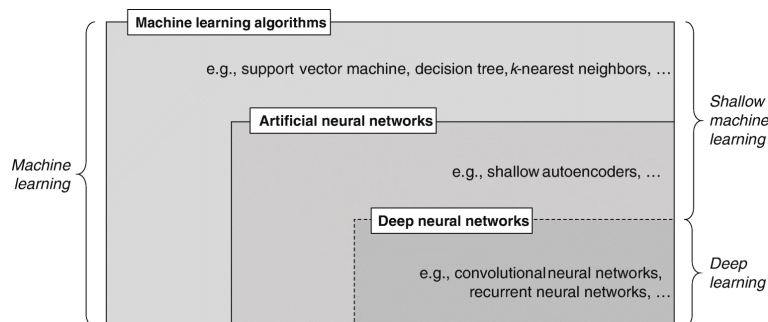 Machine learning algorithms
e.g., support vector machine, decision tree, k-nearest neighbors, …
Artificial neural networks
e.g., shallow autoencoders, …
Deep neural networks
e.g., convolutional neural networks,
recurrent neural networks, …
Machine
learning
Shallow
machine
learning
Deep
learning